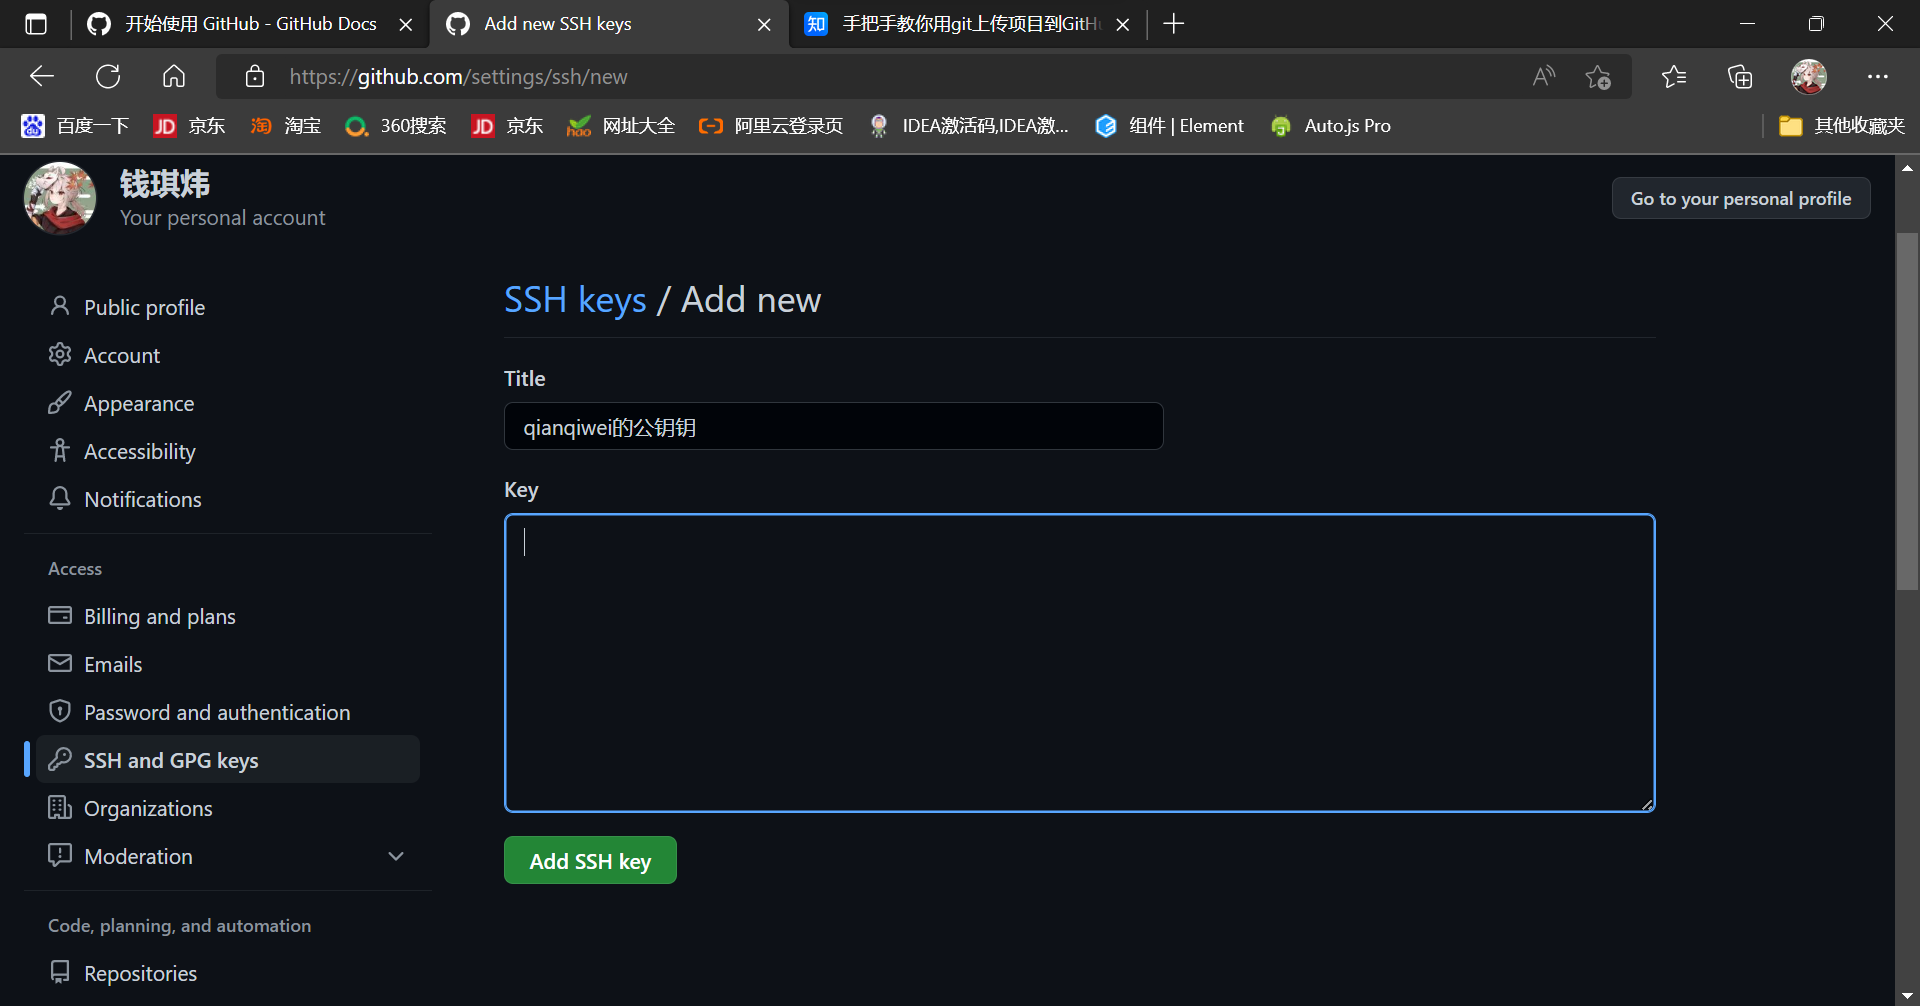 开始使用 GitHub - GitHub Docs
Add new SSH keys
知 手把手教你用git上传项目到GitHu
https://github.com/settings/ssh/new
百度一下
JD 京东
淘 淘宝
360搜索
JD 京东
hao 网址大全
阿里云登录页
IDEA激活码,IDEA激...
组件 | Element
Auto.js Pro
其他收藏夹
钱琪炜
Your personal account
Go to your personal profile
Public profile
Account
Appearance
Accessibility
Notifications
Access
Billing and plans
Emails
Password and authentication
SSH and GPG keys
Organizations
Moderation
Code, planning, and automation
Repositories
SSH keys / Add new
Title
qianqiwei的公钥钥
Key
Add SSH key